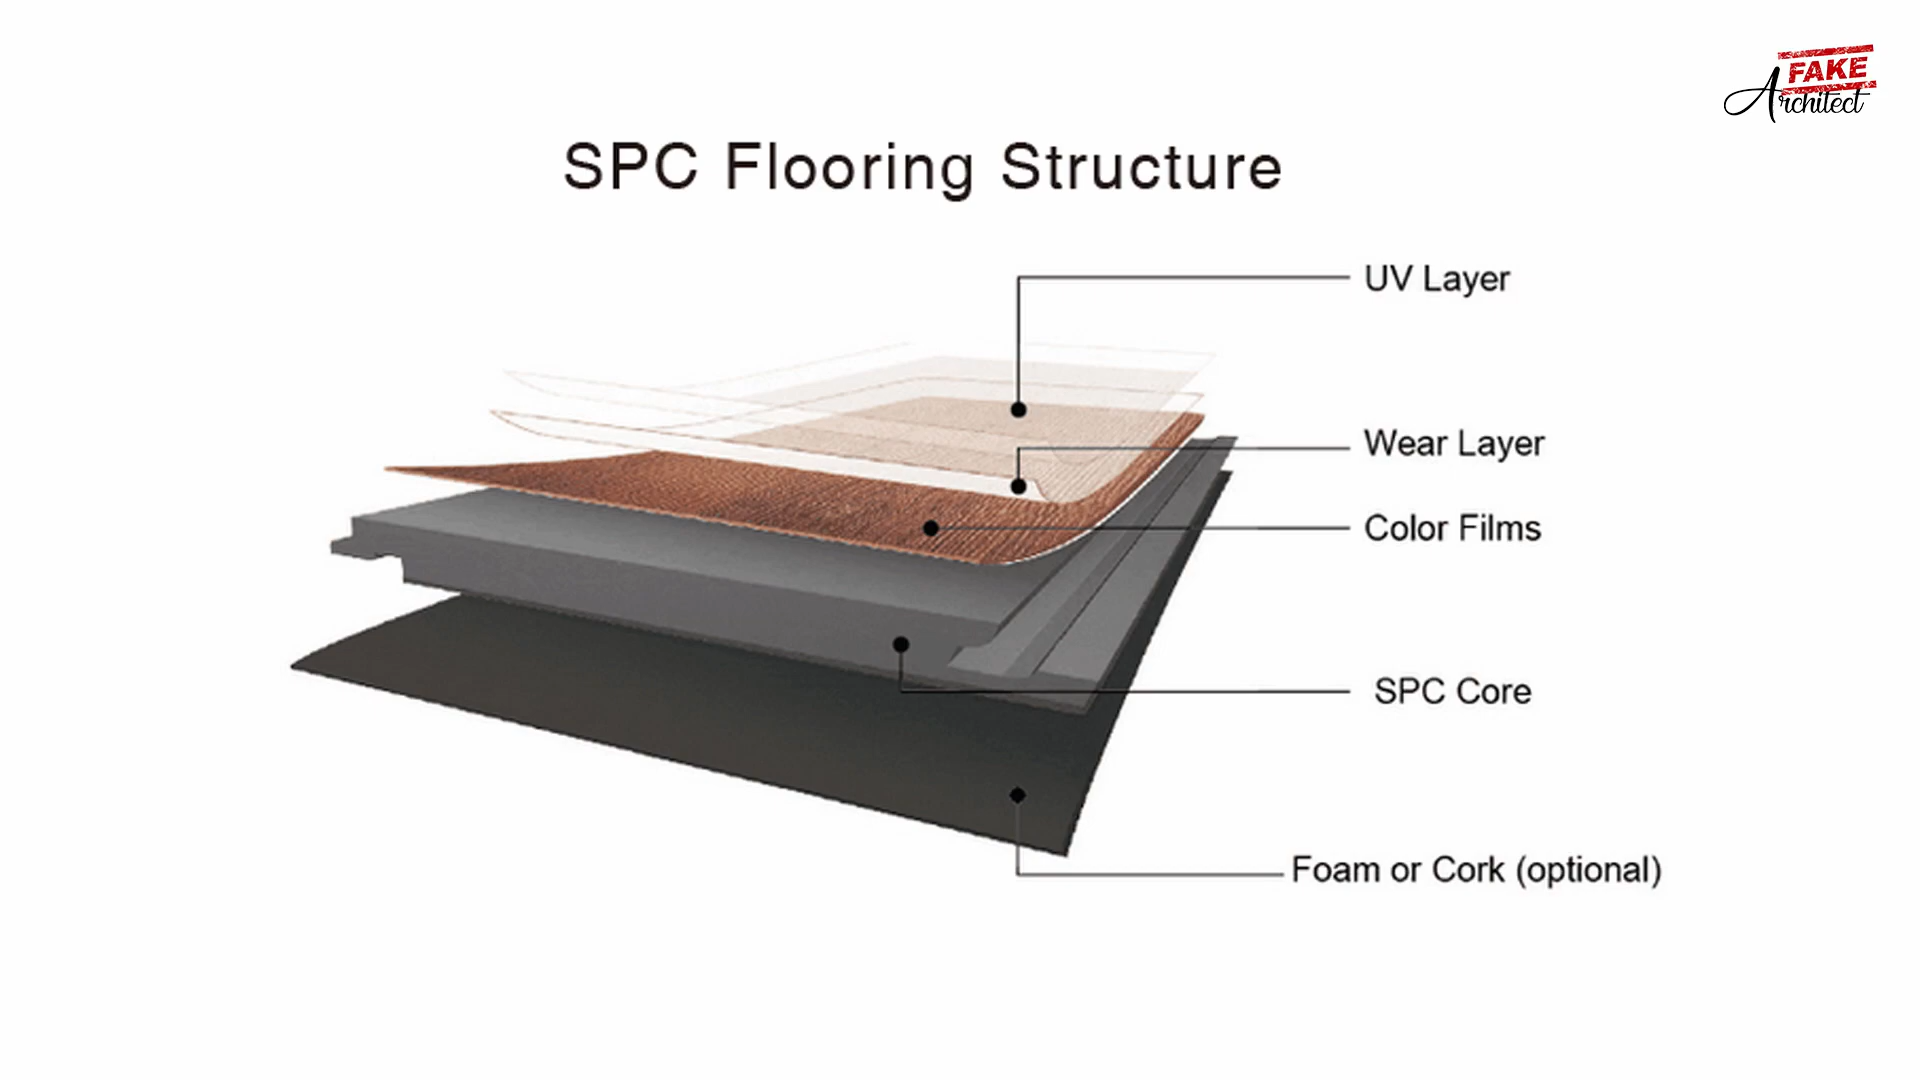 FAKE
Architect
SPC Flooring Structure
UV Layer
Wear Layer
Color Films
SPC Core
Foam or Cork (optional)